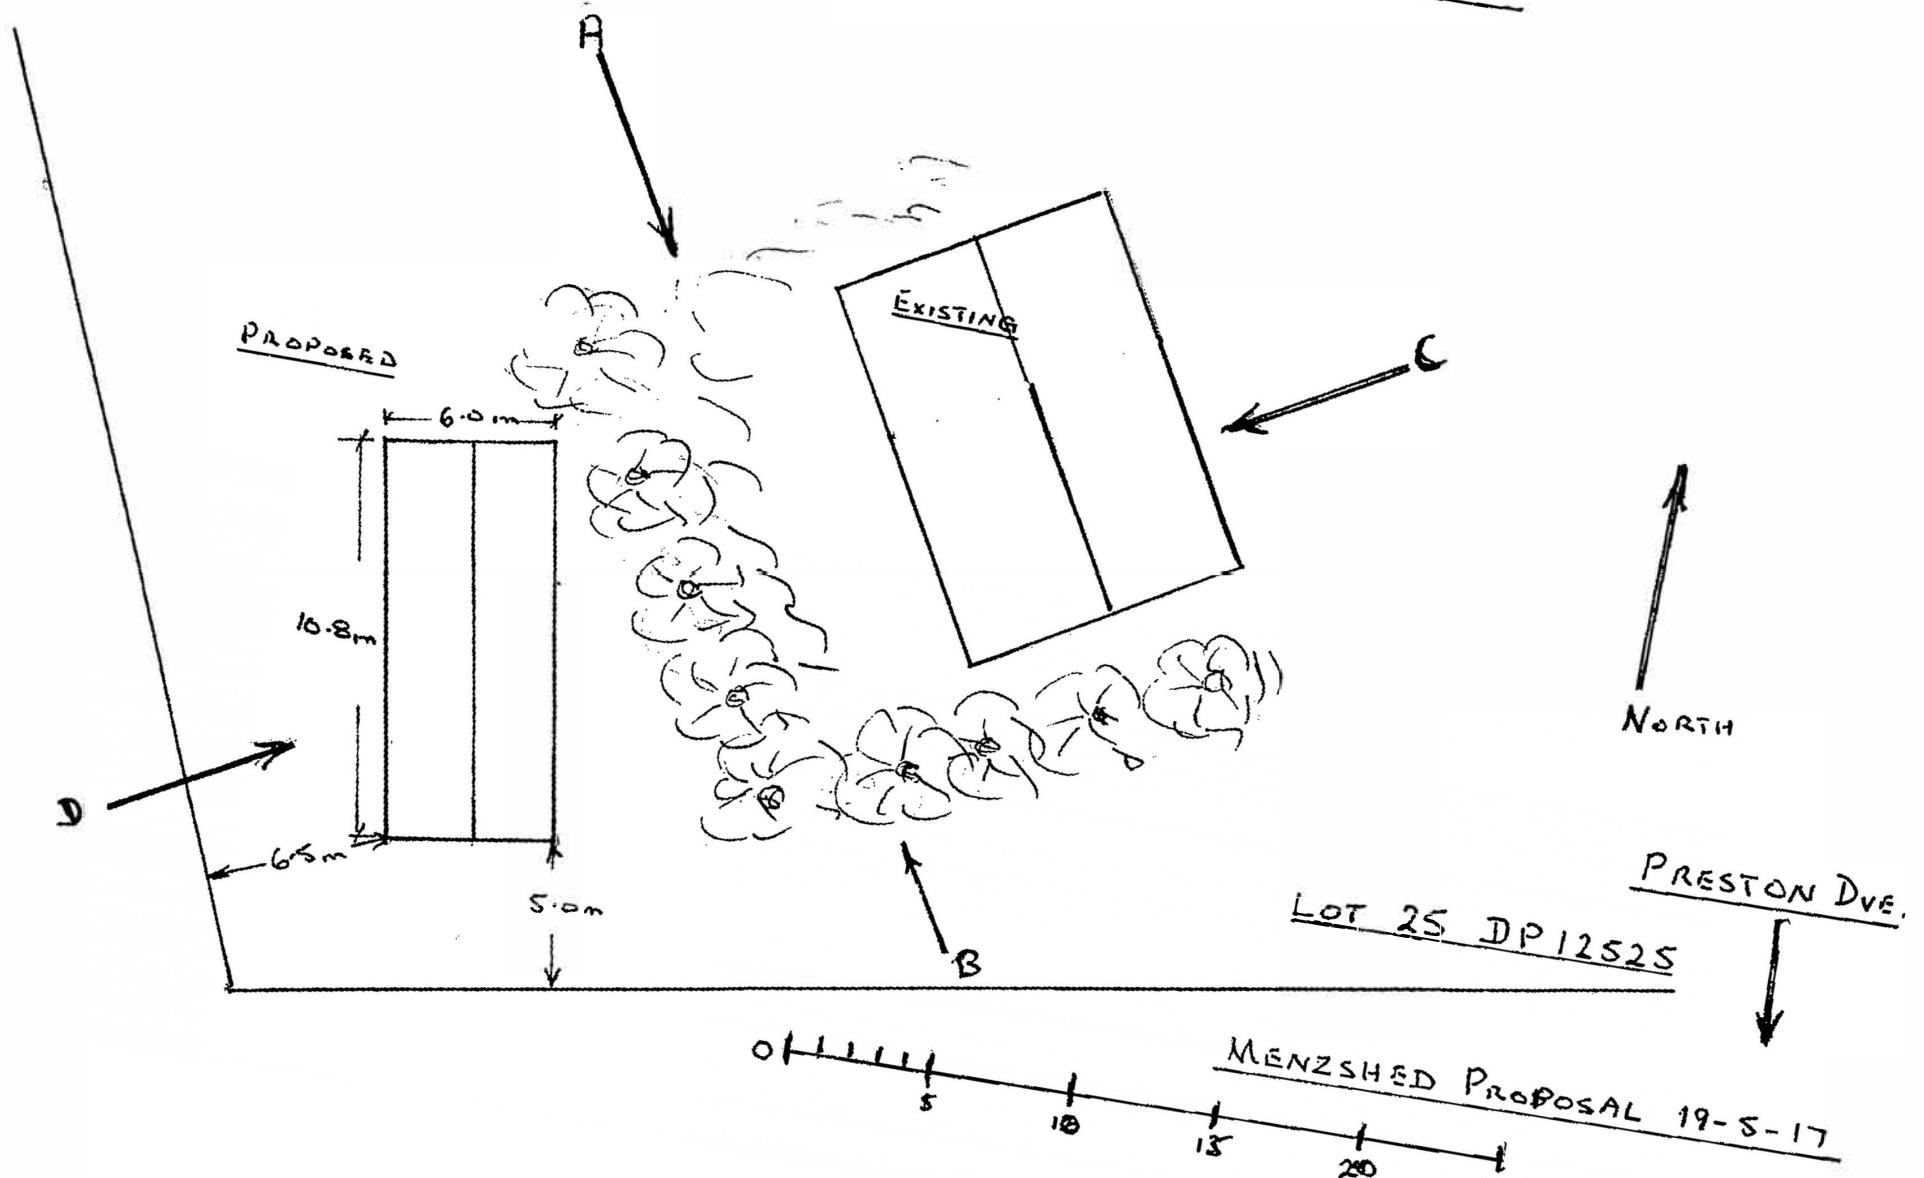 A
EXISTING
C
PROPOSED
6.0m
10.8m
NORTH
D
6.5m
5.0m
PRESTON DVE.
LOT 25 DP12525
B
0
5
10
15
20
MENZSHED PROPOSAL 19-5-17